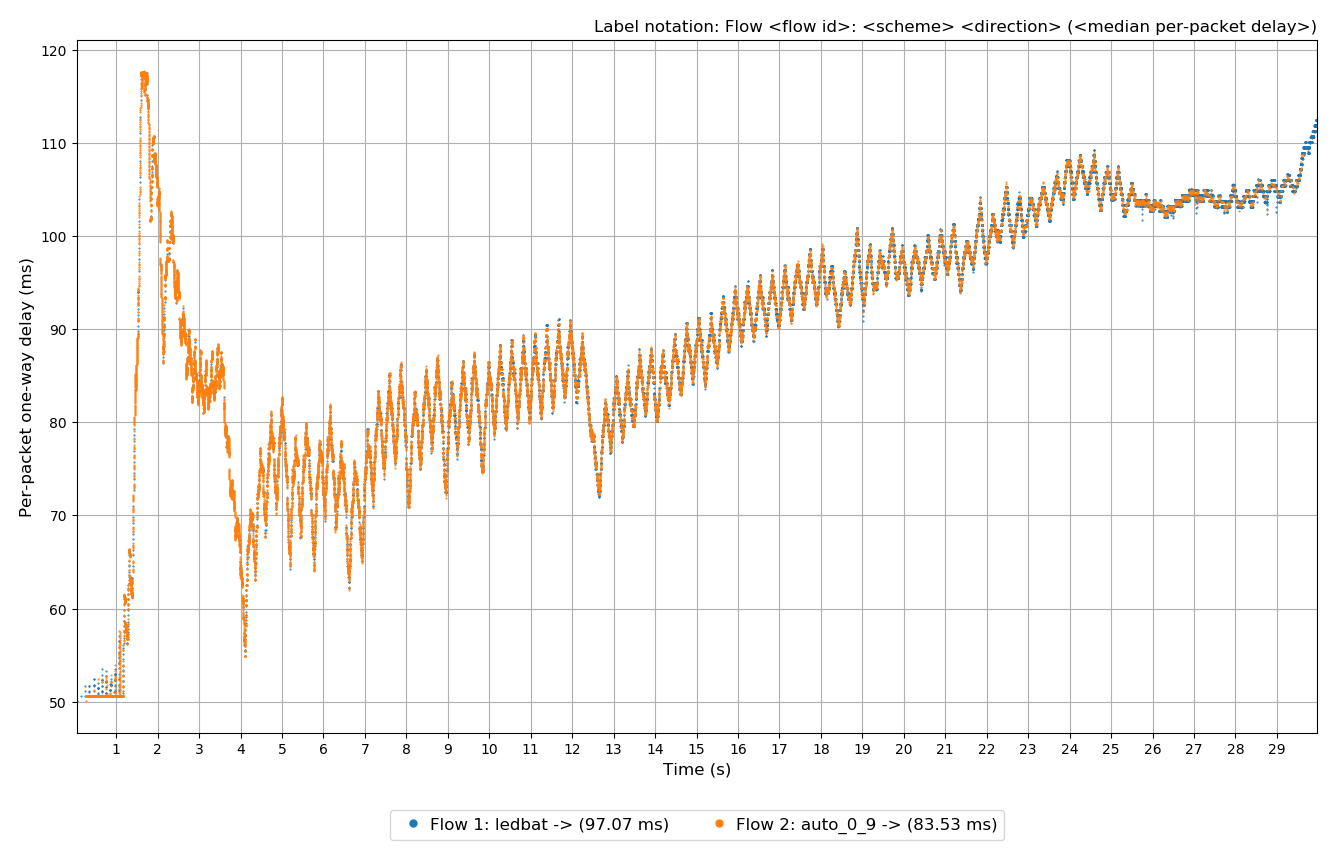 Label notation: Flow <flow id>: <scheme> <direction> (<median per-packet delay>)
120
110
100
90
80
70
60
50
Per-packet one-way delay (ms)
1 2 3 4 5 6 7 8 9 10 11 12 13 14 15 16 17 18 19 20 21 22 23 24 25 26 27 28 29
Time (s)
Flow 1: ledbat -> (97.07 ms) Flow 2: auto_0_9 -> (83.53 ms)